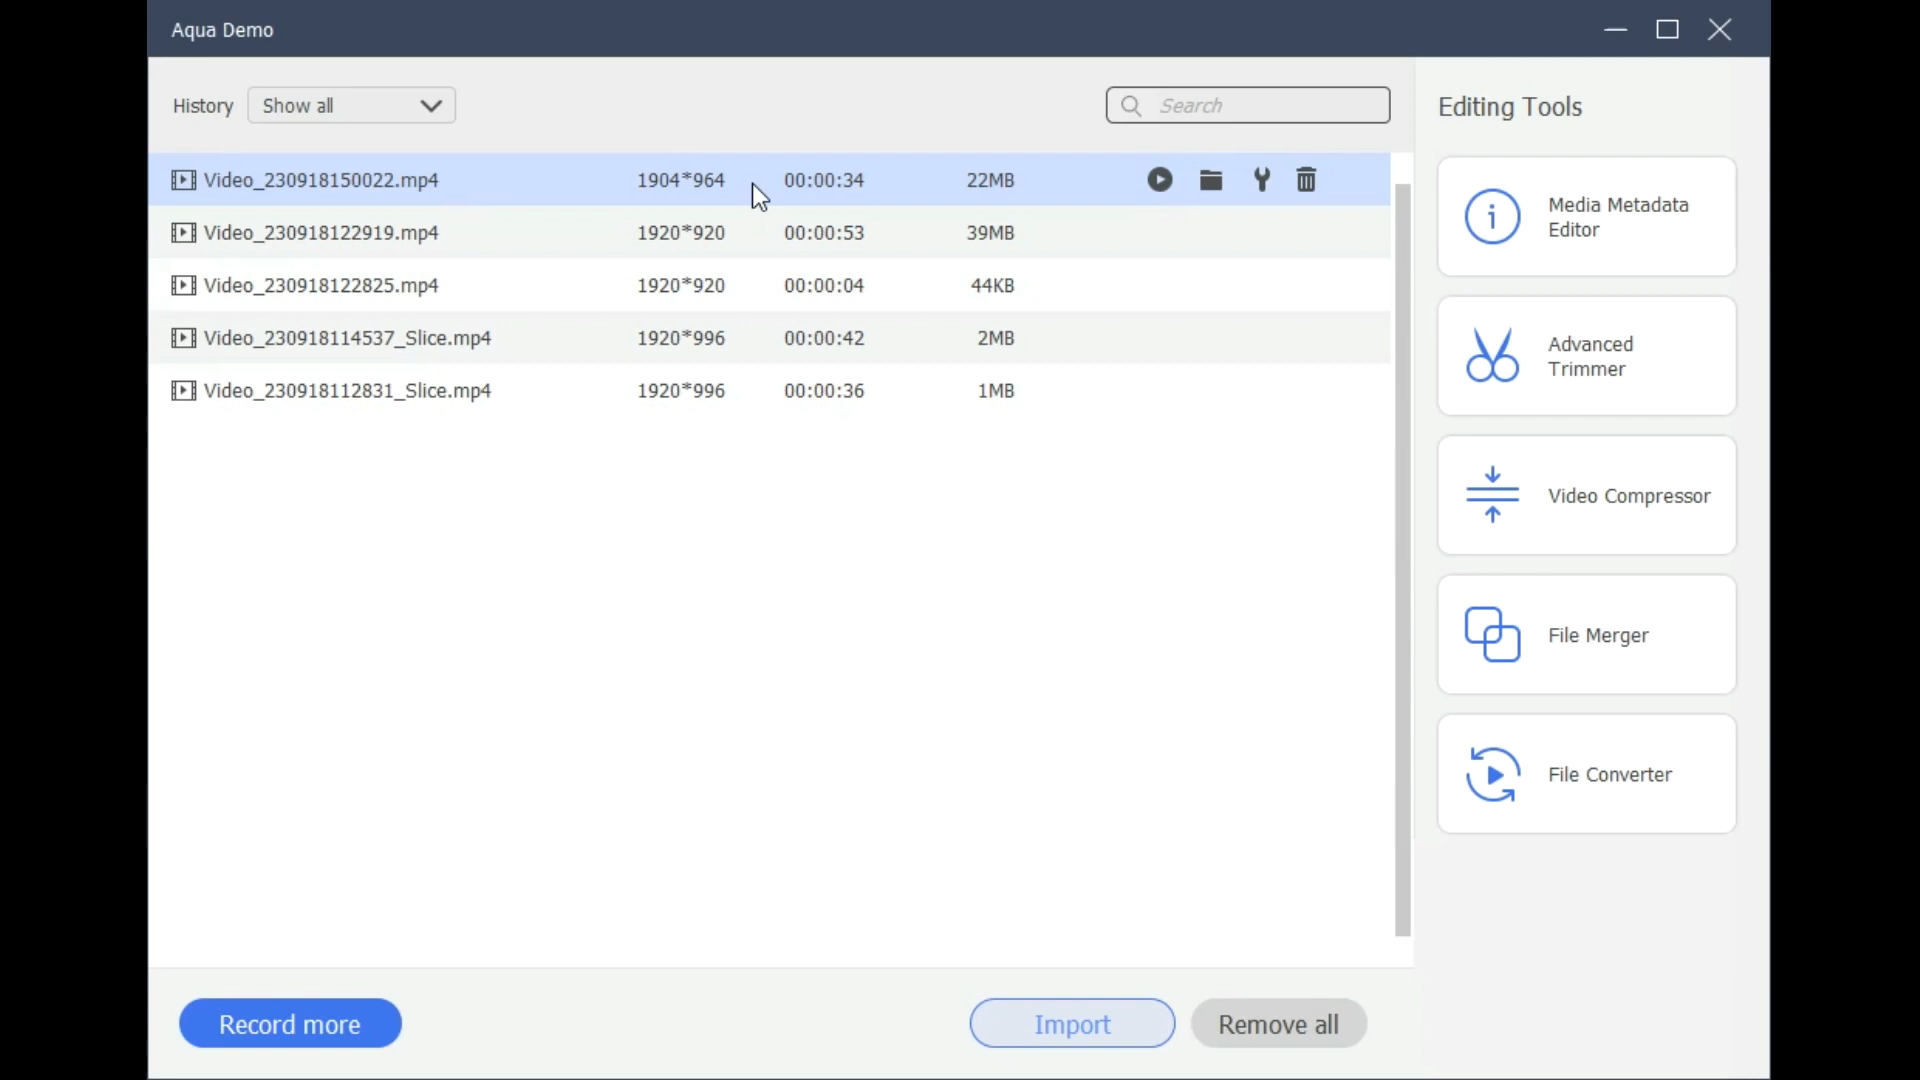 Aqua Demo
History Show all Search
Video_230918150022.mp4 1904*964 00:00:34 22MB
Video_230918122919.mp4 1920*920 00:00:53 39MB
Video_230918122825.mp4 1920*920 00:00:04 44KB
Video_230918114537_Slice.mp4 1920*996 00:00:42 2MB
Video_230918112831_Slice.mp4 1920*996 00:00:36 1MB
Record more Import Remove all
Editing Tools
Media Metadata
Editor
Advanced
Trimmer
Video Compressor
File Merger
File Converter